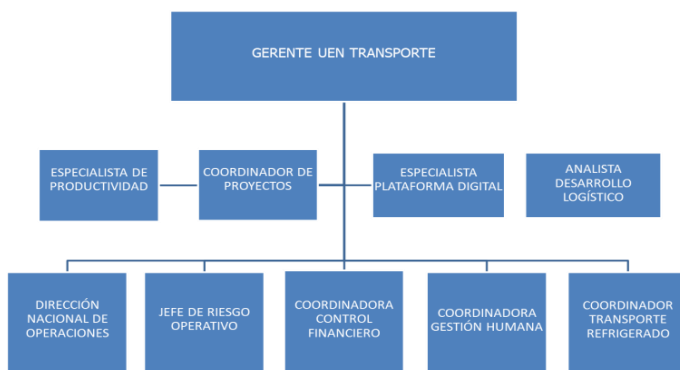 GERENTE UEN TRANSPORTE
ESPECIALISTA DE
PRODUCTIVIDAD
COORDINADOR DE
PROYECTOS
ESPECIALISTA
PLATAFORMA DIGITAL
ANALISTA
DESARROLLO
LOGÍSTICO
DIRECCIÓN
NACIONAL DE
OPERACIONES
JEFE DE RIESGO
OPERATIVO
COORDINADORA
CONTROL
FINANCIERO
COORDINADORA
GESTIÓN HUMANA
COORDINADOR
TRANSPORTE
REFRIGERADO